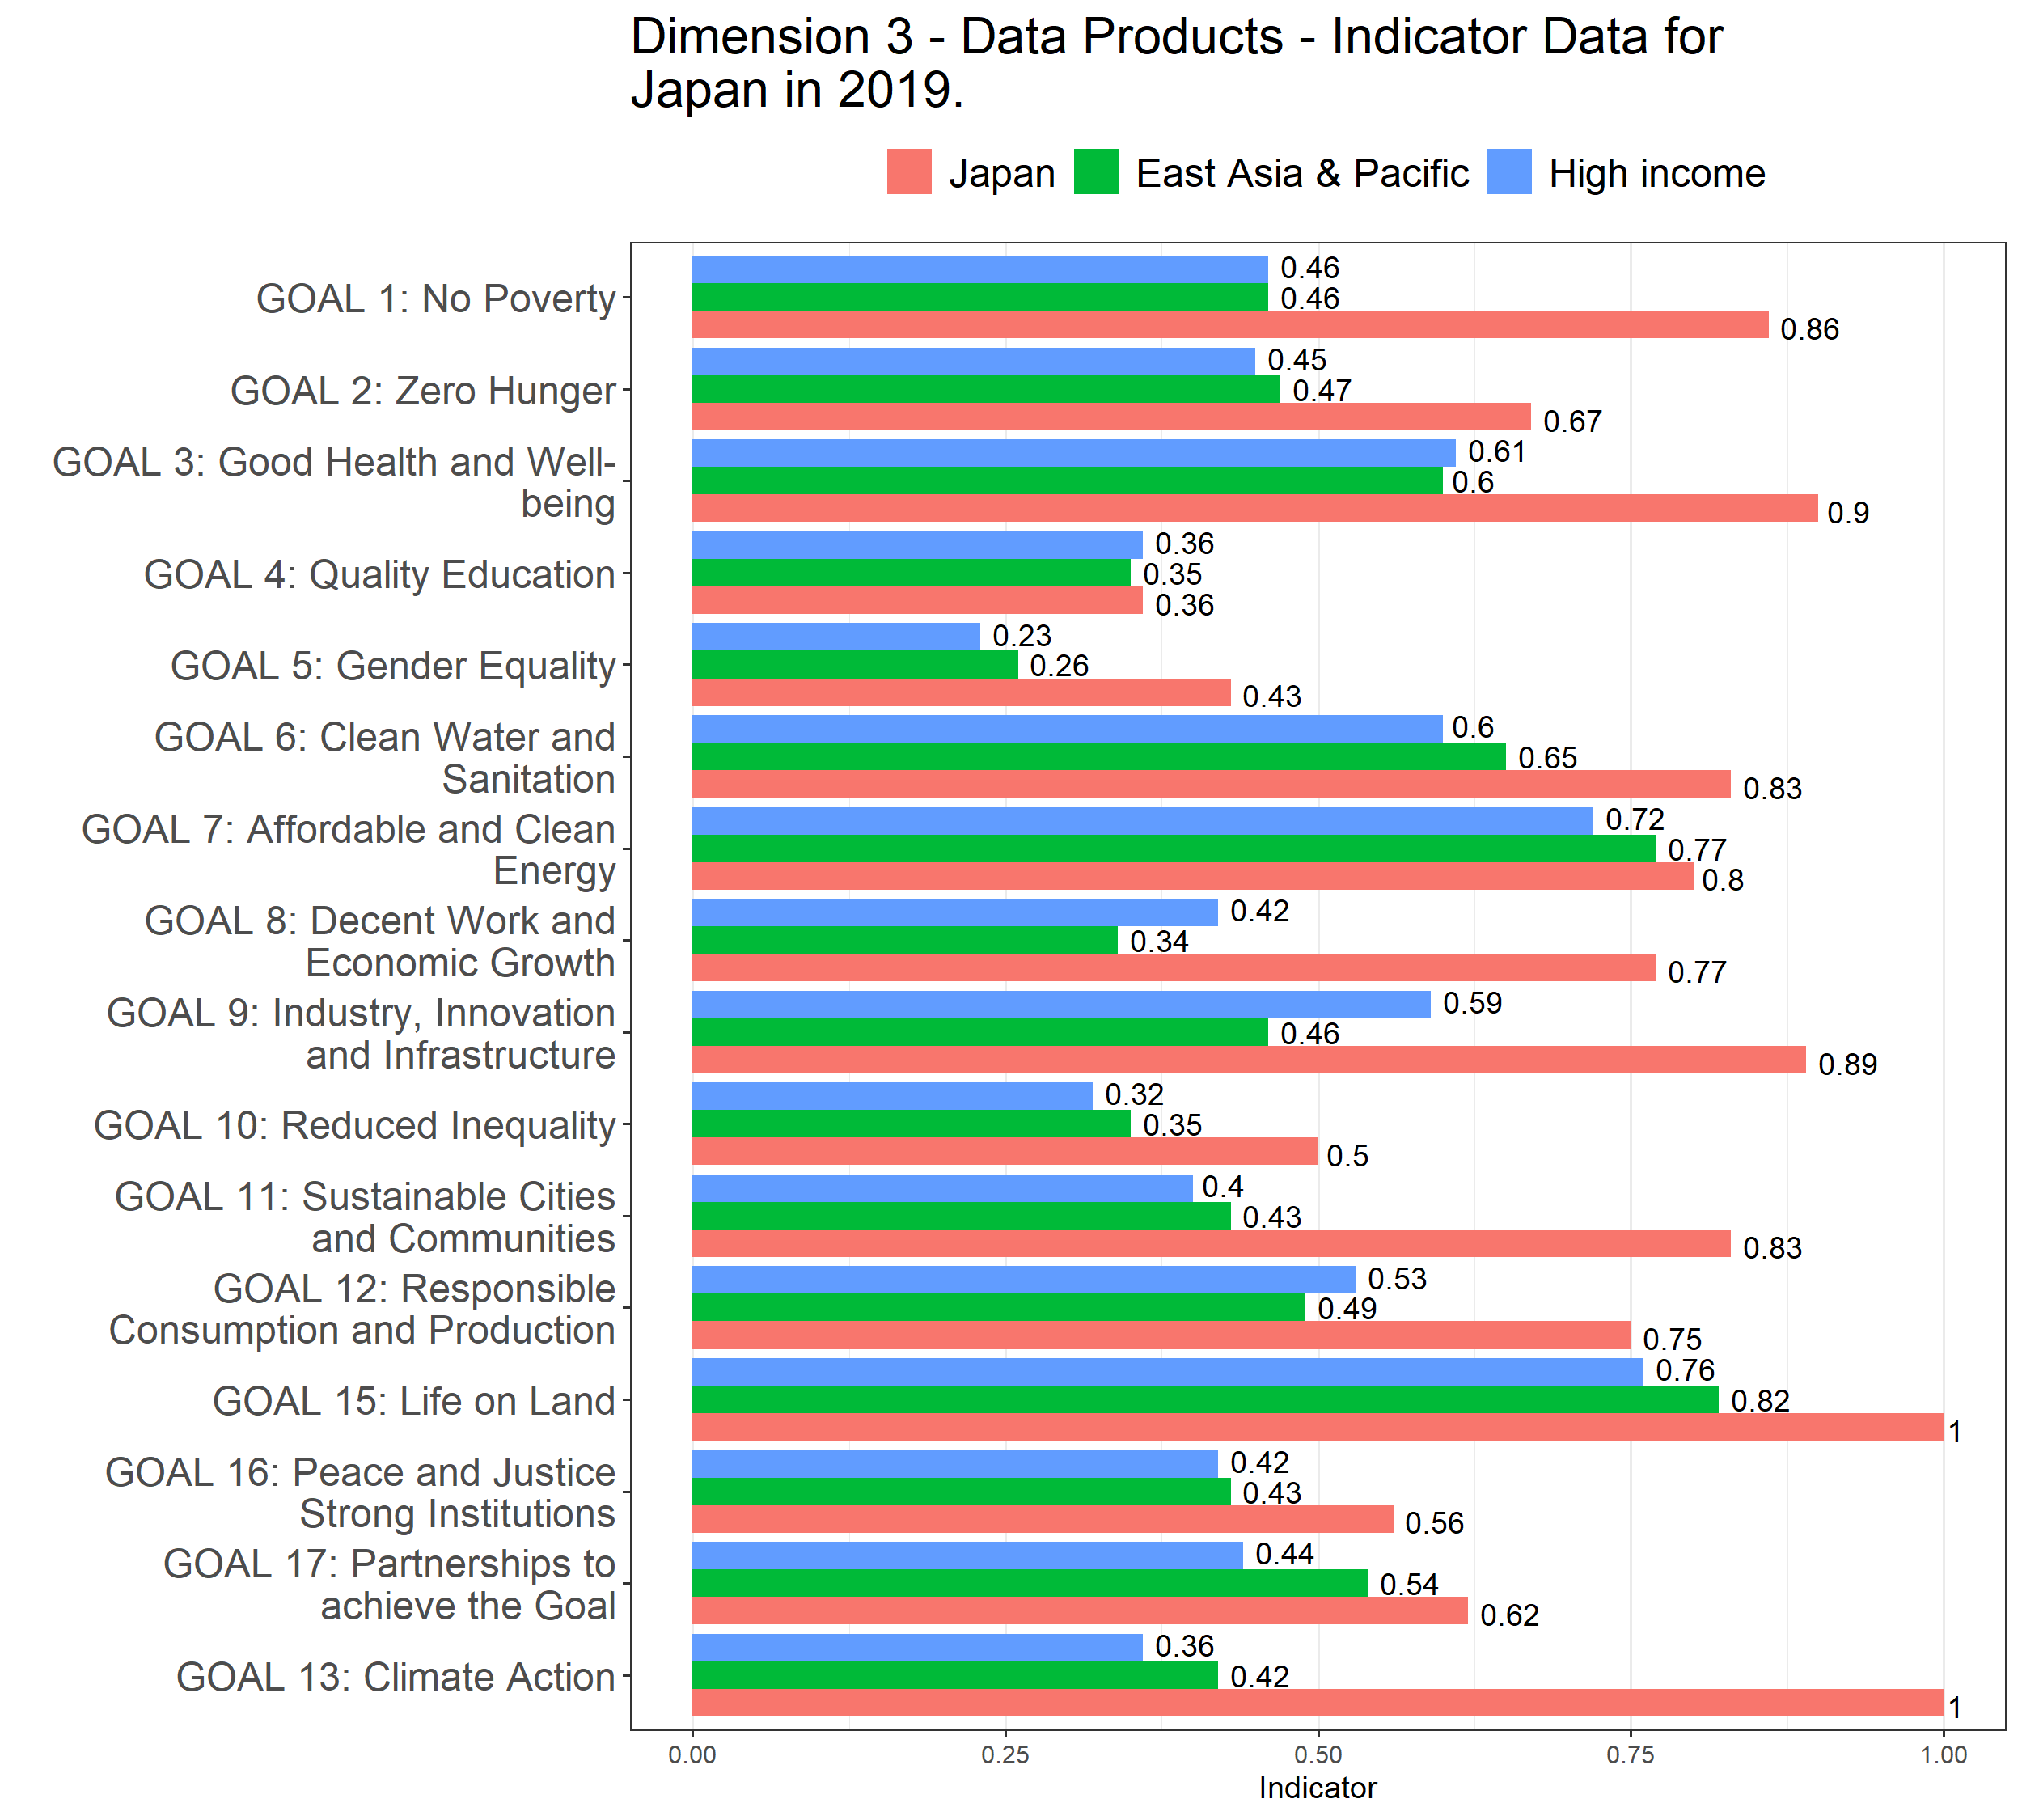 Dimension 3 - Data Products - Indicator Data for
Japan in 2019.
Japan East Asia & Pacific High income
GOAL 1: No Poverty
0.46
0.46
0.86
GOAL 2: Zero Hunger
0.45
0.47
0.67
GOAL 3: Good Health and Well-
being
0.61
0.6
0.9
GOAL 4: Quality Education
0.36
0.35
0.36
GOAL 5: Gender Equality
0.23
0.26
0.43
GOAL 6: Clean Water and
Sanitation
0.6
0.65
0.83
GOAL 7: Affordable and Clean
Energy
0.72
0.77
0.8
GOAL 8: Decent Work and
Economic Growth
0.42
0.34
0.77
GOAL 9: Industry, Innovation
and Infrastructure
0.59
0.46
0.89
GOAL 10: Reduced Inequality
0.32
0.35
0.5
GOAL 11: Sustainable Cities
and Communities
0.4
0.43
0.83
GOAL 12: Responsible
Consumption and Production
0.53
0.49
0.75
GOAL 15: Life on Land
0.76
0.82
1
GOAL 16: Peace and Justice
Strong Institutions
0.42
0.43
0.56
GOAL 17: Partnerships to
achieve the Goal
0.44
0.54
0.62
GOAL 13: Climate Action
0.36
0.42
1
0.00 0.25 0.50 0.75 1.00
Indicator